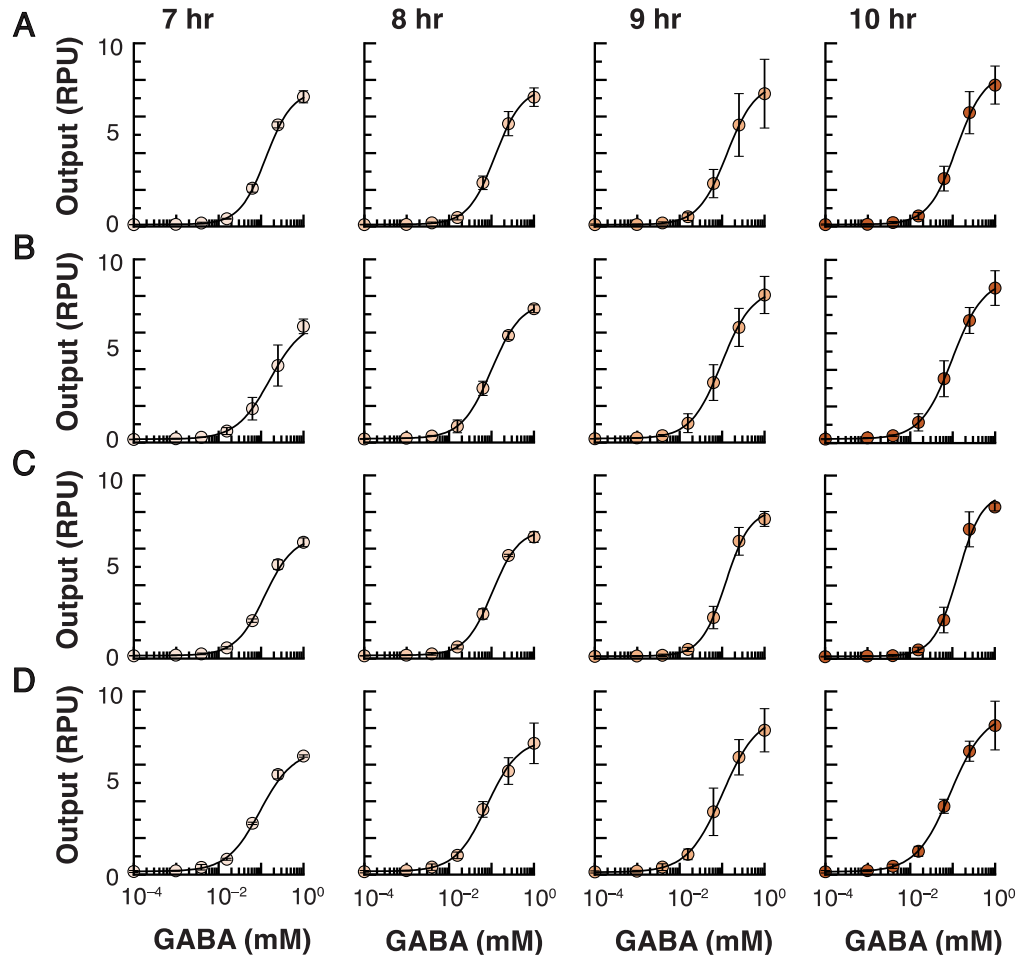 A 7 hr 8 hr 9 hr 10 hr
Output (RPU)
10
5
0
B
Output (RPU)
10
5
0
C
Output (RPU)
10
5
0
D
Output (RPU)
10
5
0
10⁻⁴ 10⁻² 10⁰ 10⁻⁴ 10⁻² 10⁰ 10⁻⁴ 10⁻² 10⁰ 10⁻⁴ 10⁻² 10⁰
GABA (mM) GABA (mM) GABA (mM) GABA (mM)